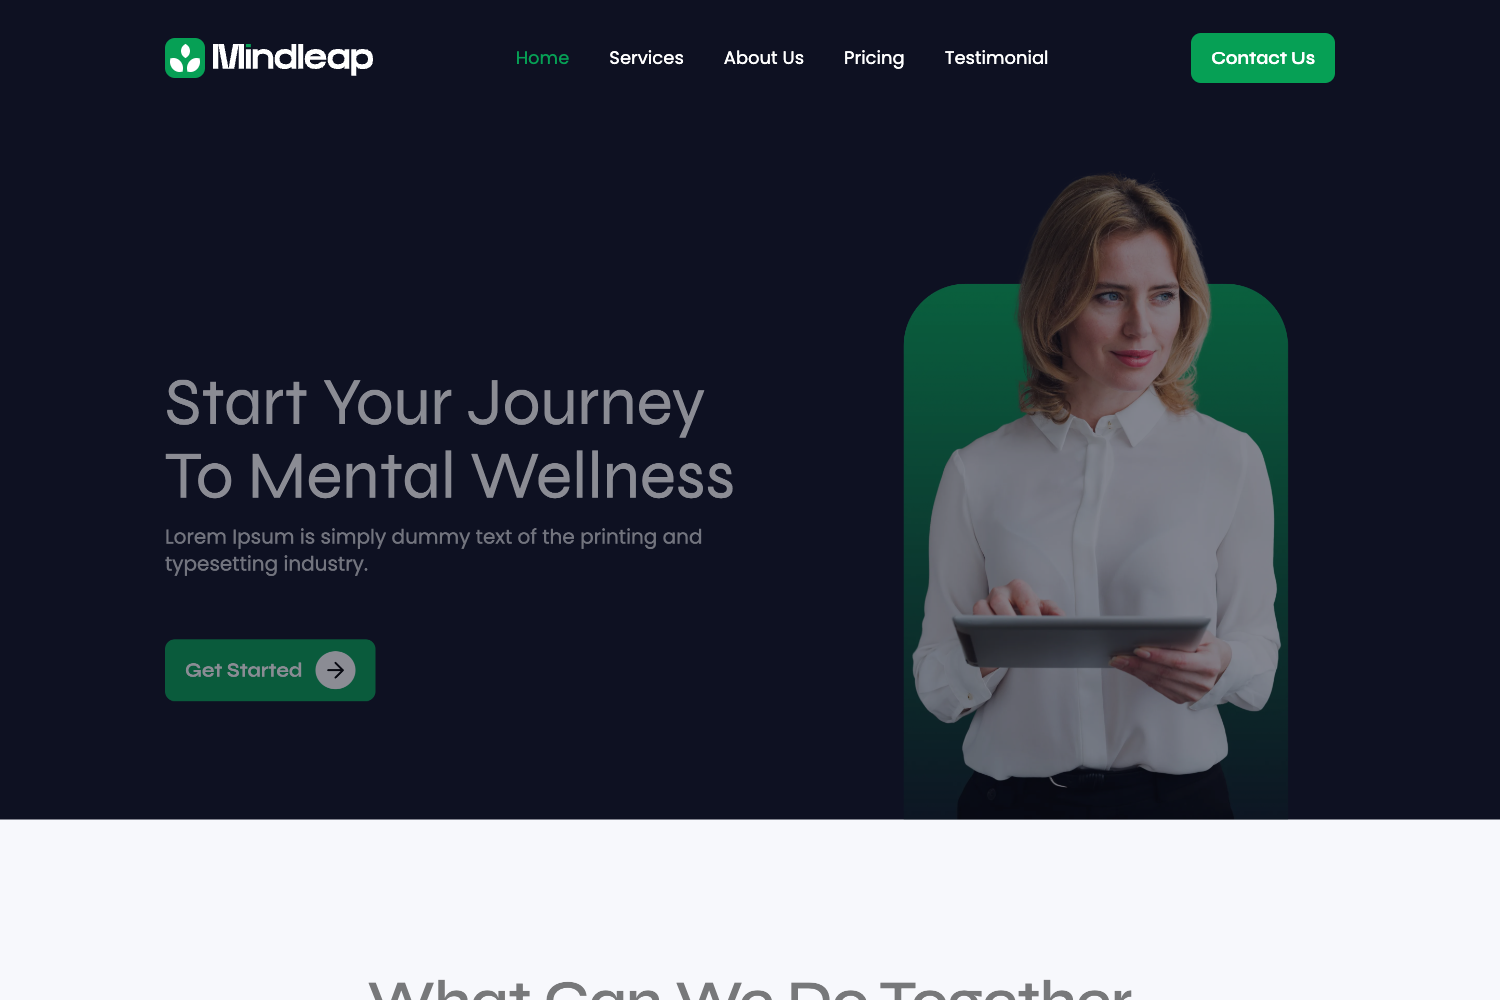 Mindleap
Home
Services
About Us
Pricing
Testimonial
Contact Us
Start Your Journey
To Mental Wellness
Lorem Ipsum is simply dummy text of the printing and
typesetting industry.
Get Started
What Can We Do Together